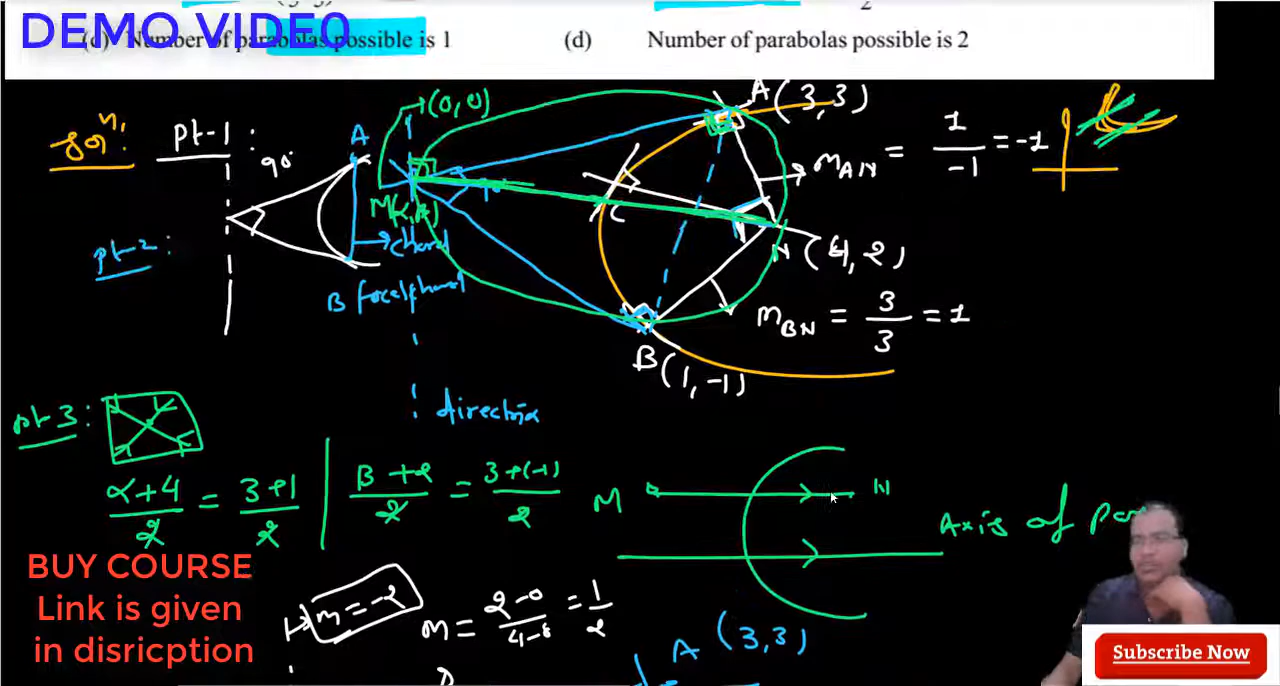 DEMO VIDEO
(c) Number of parabolas possible is 1
(d) Number of parabolas possible is 2
solⁿ:
pt-1:
90°
pt-2:
A
→ chord
B focal chord
(0,0)
M(α,β)
90°
C
A(3,3)
m_AN = 1/-1 = -1
N(4,2)
m_BN = 3/3 = 1
B(1,-1)
directrix
pt 3:
α+4/2 = 3+1/2
β+2/2 = 3+(-1)/2
M
N
Axis of par
BUY COURSE
Link is given
in disricption
m=-2
m = 2-0/4-0 = 1/2
A (3,3)
Subscribe Now